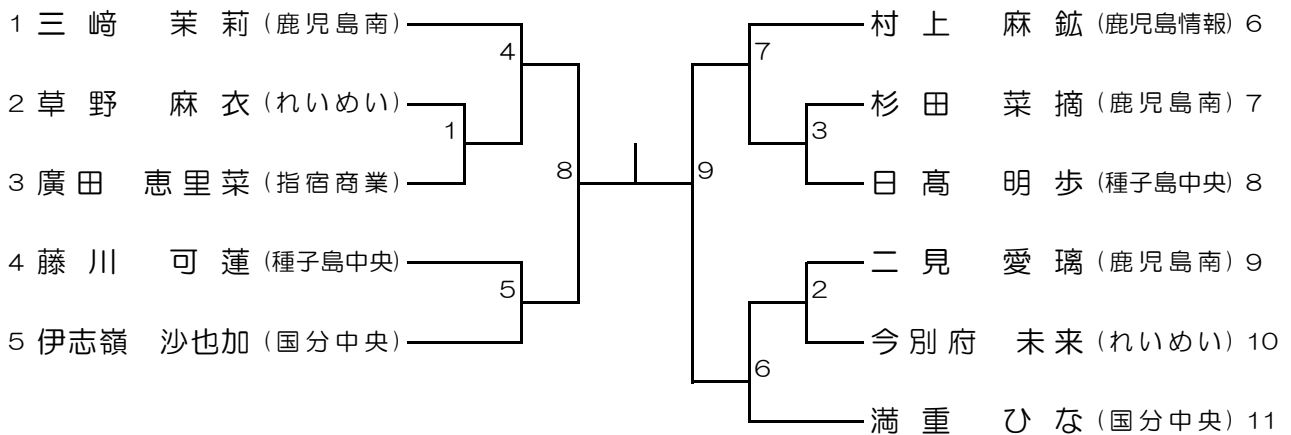 1 三﨑 茉莉 (鹿児島南)
4
2 草野 麻衣 (れいめい)
1
3 廣田 恵里菜 (指宿商業)
8
4 藤川 可蓮 (種子島中央)
5
5 伊志嶺 沙也加 (国分中央)
9
村上 麻鉱 (鹿児島情報) 6
7
杉田 菜摘 (鹿児島南) 7
3
日髙 明歩 (種子島中央) 8
二見 愛璃 (鹿児島南) 9
2
今別府 未来 (れいめい) 10
6
満重 ひな (国分中央) 11